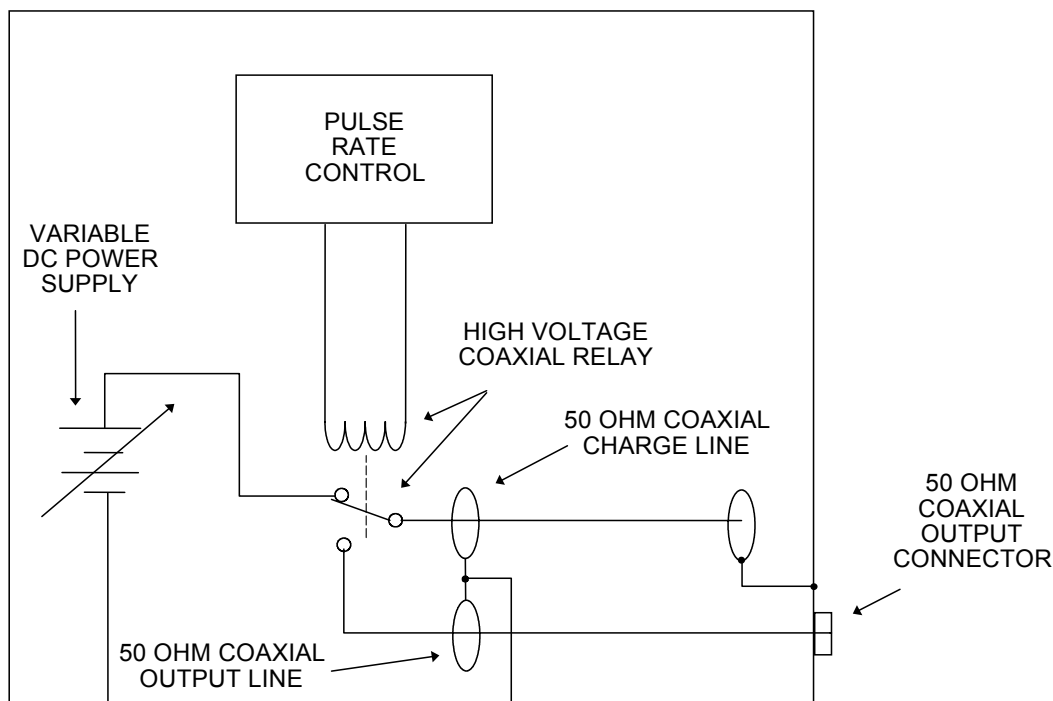 PULSE
RATE
CONTROL
VARIABLE
DC POWER
SUPPLY
HIGH VOLTAGE
COAXIAL RELAY
50 OHM COAXIAL
CHARGE LINE
50 OHM
COAXIAL
OUTPUT
CONNECTOR
50 OHM COAXIAL
OUTPUT LINE